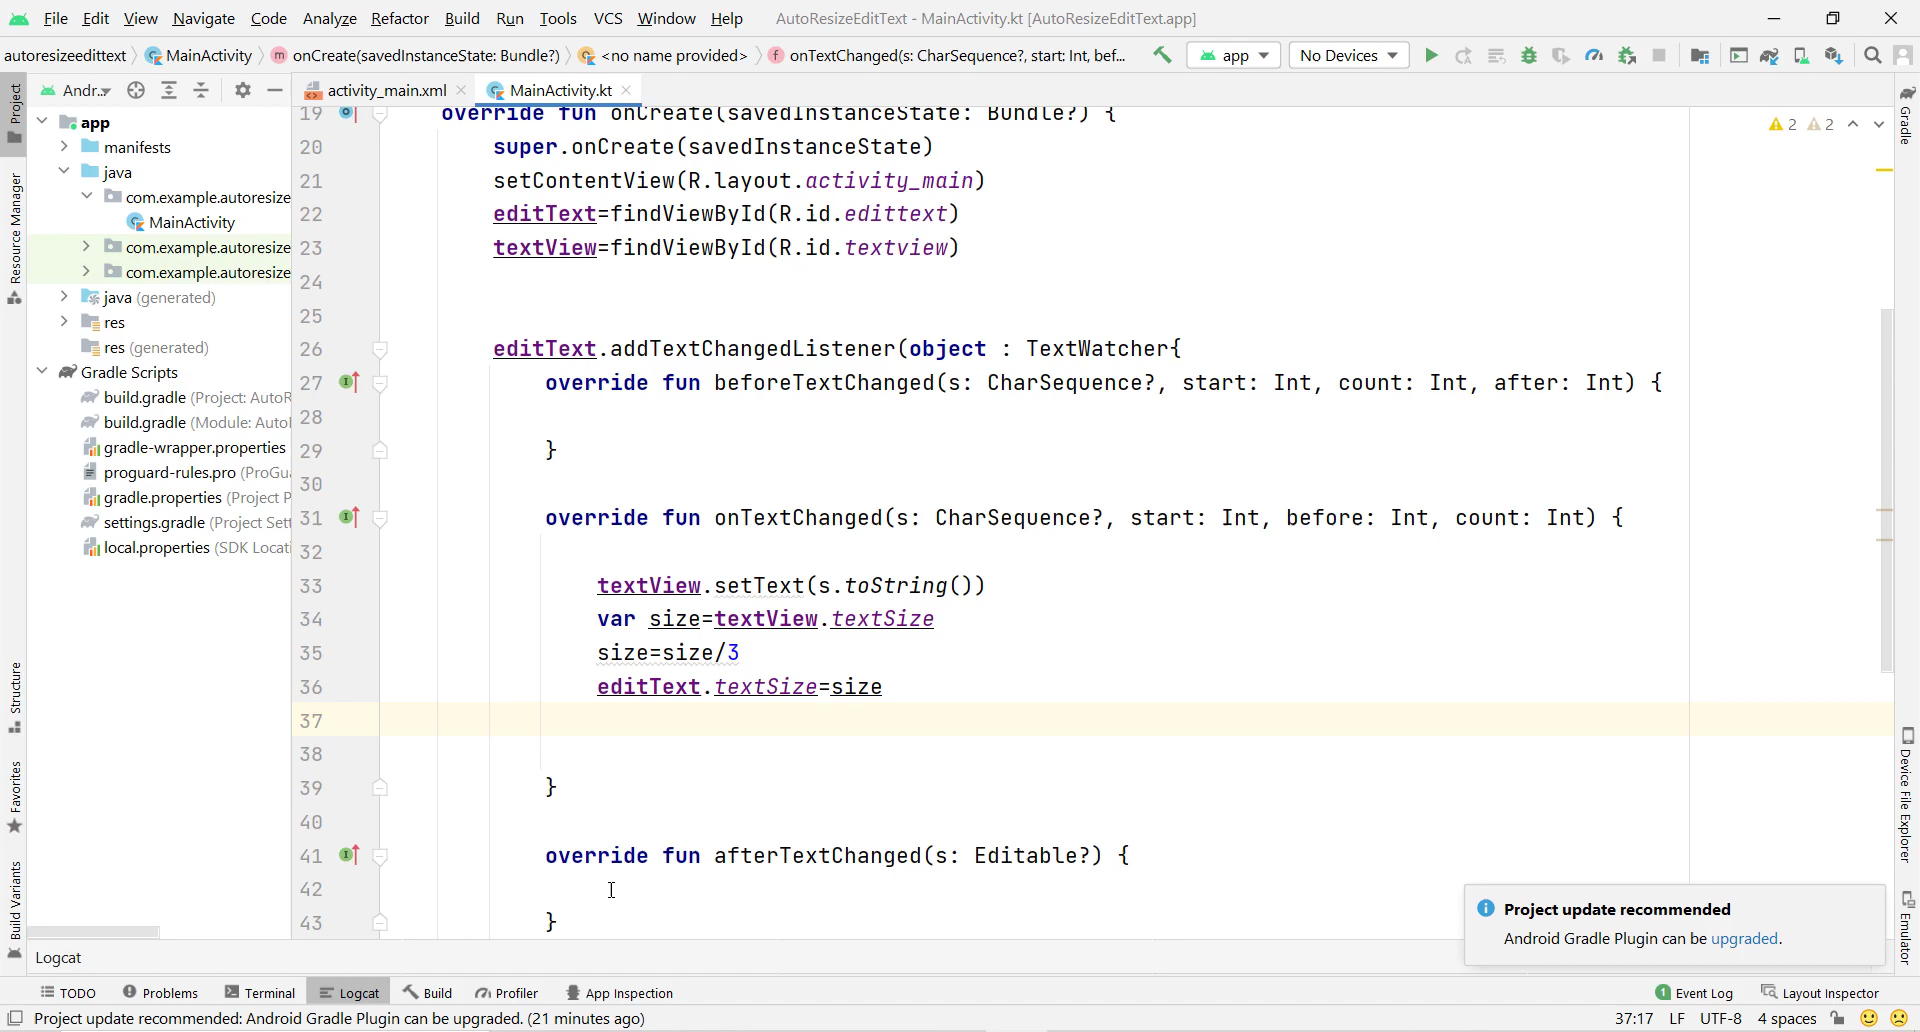 File Edit View Navigate Code Analyze Refactor Build Run Tools VCS Window Help AutoResizeEditText - MainActivity.kt [AutoResizeEditText.app]
autoresizeedittext MainActivity onCreate(savedInstanceState: Bundle?) <no name provided> onTextChanged(s: CharSequence?, start: Int, bef... app No Devices
Andr... activity_main.xml MainActivity.kt
Project
Resource Manager
Structure
Favorites
Build Variants
app
manifests
java
com.example.autoresize
MainActivity
com.example.autoresize
com.example.autoresize
java (generated)
res
res (generated)
Gradle Scripts
build.gradle (Project: AutoR
build.gradle (Module: Autol
gradle-wrapper.properties
proguard-rules.pro (ProGu
gradle.properties (Project P
settings.gradle (Project Sett
local.properties (SDK Locati
19 override fun onCreate(savedInstanceState: Bundle?) {
20 super.onCreate(savedInstanceState)
21 setContentView(R.layout.activity_main)
22 editText=findViewById(R.id.edittext)
23 textView=findViewById(R.id.textview)
24
25
26 editText.addTextChangedListener(object : TextWatcher{
27 override fun beforeTextChanged(s: CharSequence?, start: Int, count: Int, after: Int) {
28
29 }
30
31 override fun onTextChanged(s: CharSequence?, start: Int, before: Int, count: Int) {
32
33 textView.setText(s.toString())
34 var size=textView.textSize
35 size=size/3
36 editText.textSize=size
37
38
39 }
40
41 override fun afterTextChanged(s: Editable?) {
42
43 }
2 2
Gradle
Device File Explorer
Emulator
Project update recommended
Android Gradle Plugin can be upgraded.
Logcat
TODO Problems Terminal Logcat Build Profiler App Inspection 1 Event Log Layout Inspector
Project update recommended: Android Gradle Plugin can be upgraded. (21 minutes ago) 37:17 LF UTF-8 4 spaces